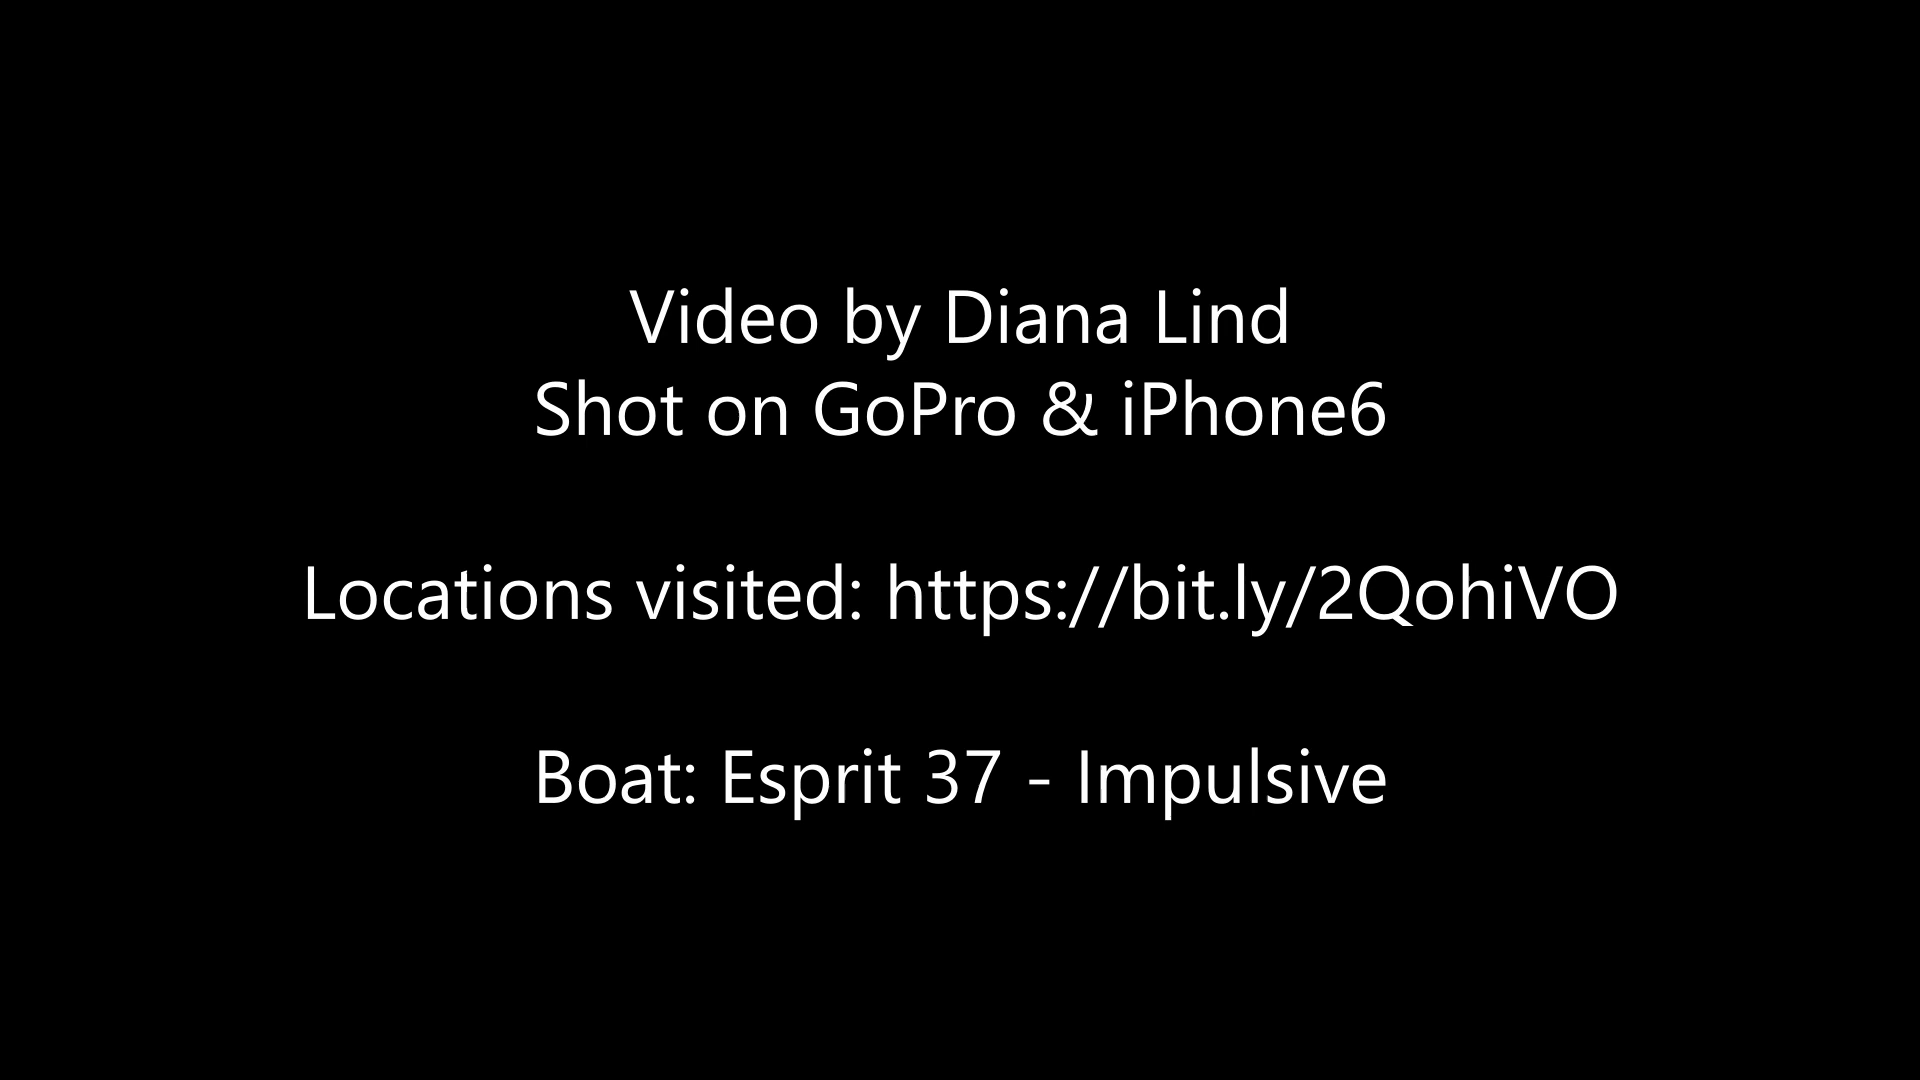 Video by Diana Lind
Shot on GoPro & iPhone6
Locations visited: https://bit.ly/2QohiVO
Boat: Esprit 37 - Impulsive